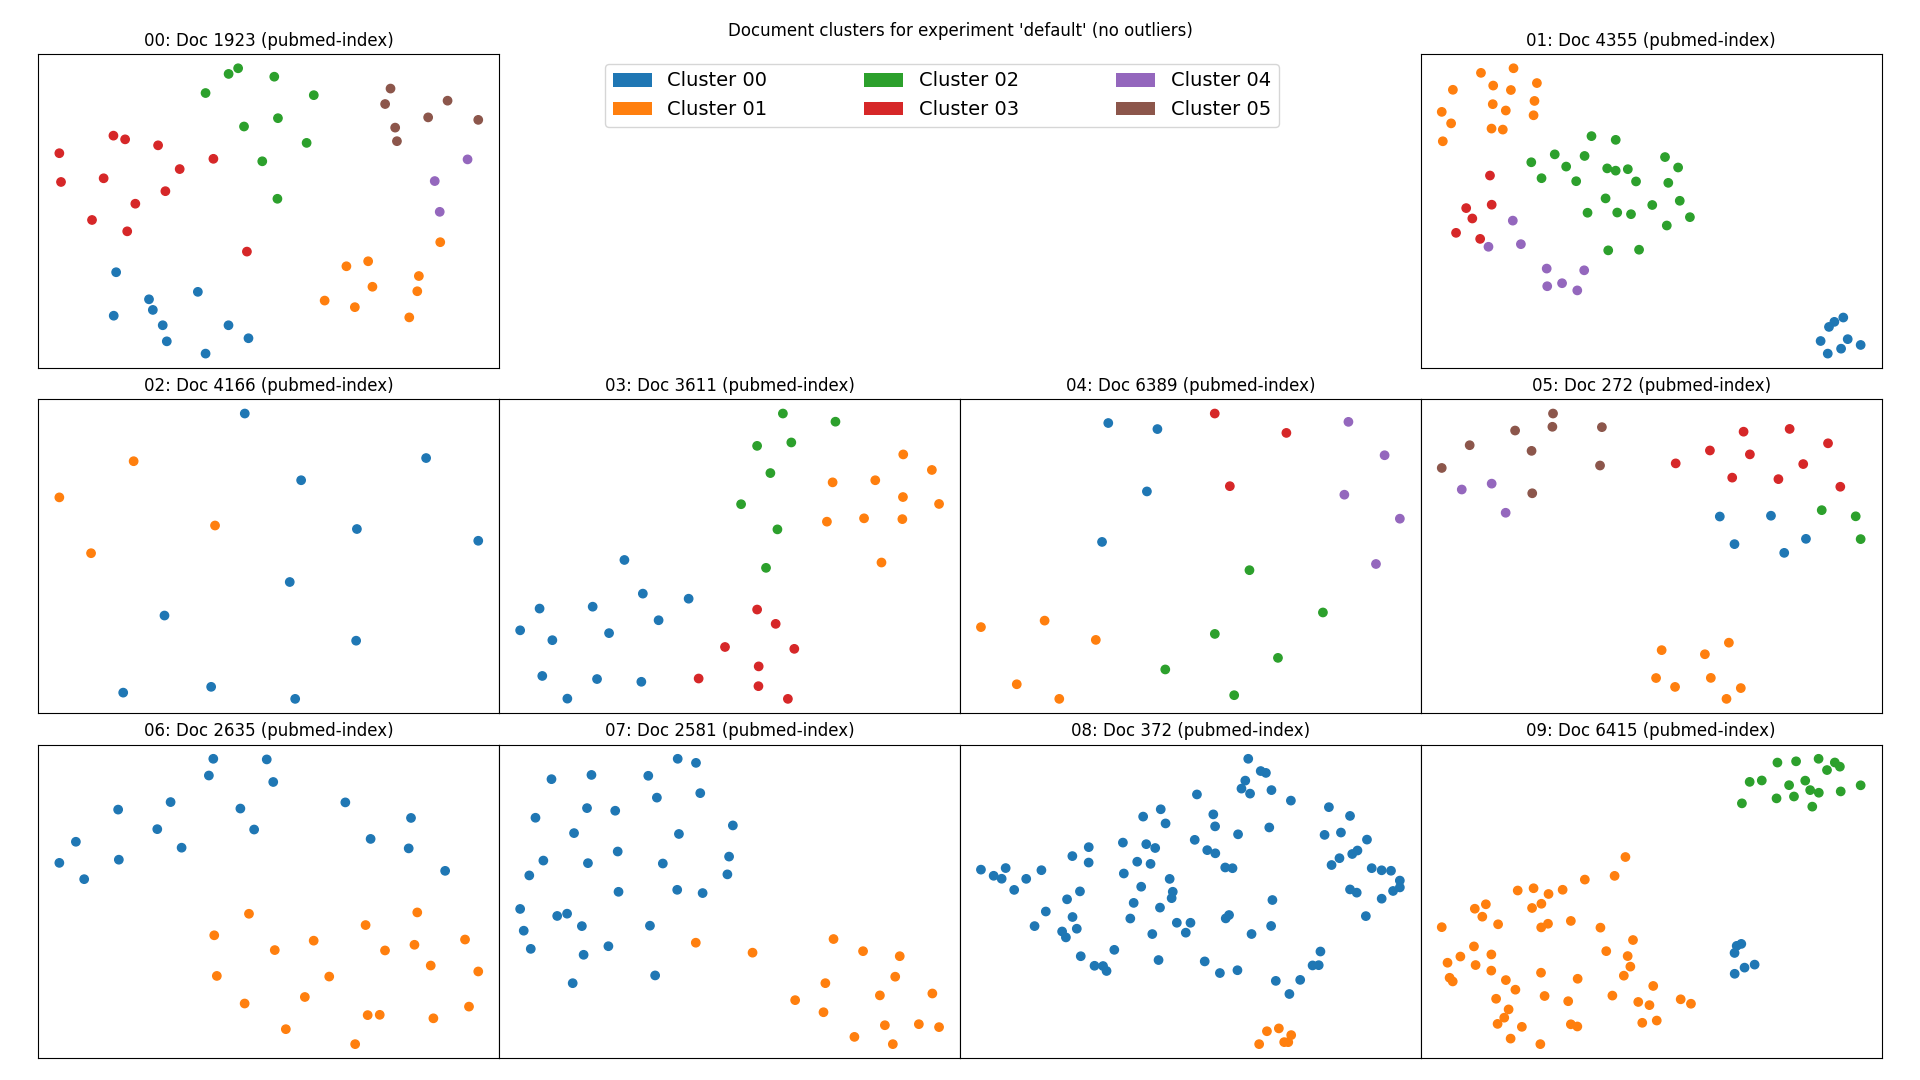 Document clusters for experiment 'default' (no outliers)
00: Doc 1923 (pubmed-index)
01: Doc 4355 (pubmed-index)
Cluster 00
Cluster 01
Cluster 02
Cluster 03
Cluster 04
Cluster 05
02: Doc 4166 (pubmed-index)
03: Doc 3611 (pubmed-index)
04: Doc 6389 (pubmed-index)
05: Doc 272 (pubmed-index)
06: Doc 2635 (pubmed-index)
07: Doc 2581 (pubmed-index)
08: Doc 372 (pubmed-index)
09: Doc 6415 (pubmed-index)